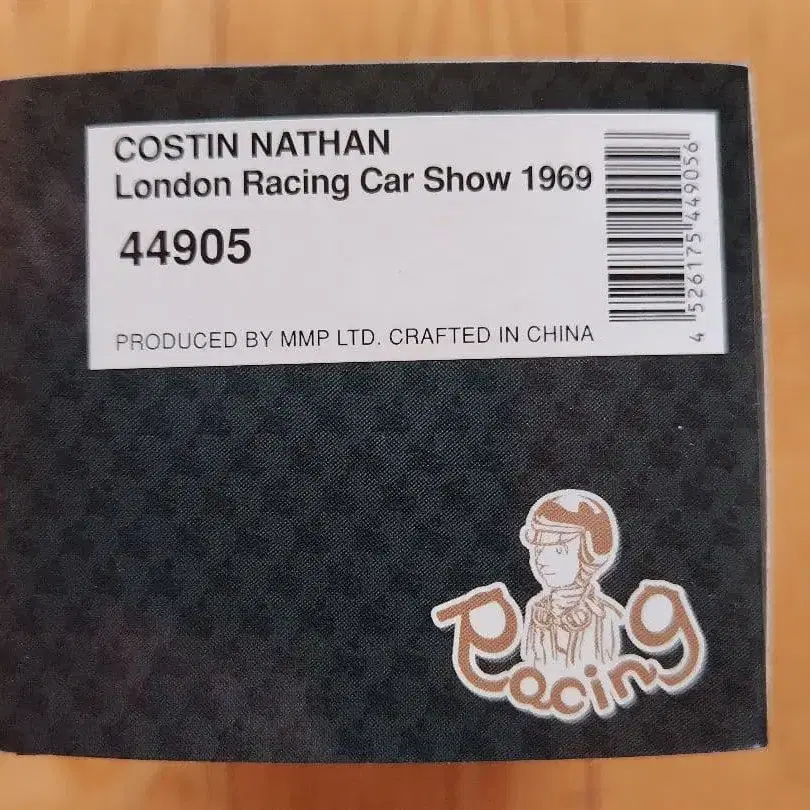 COSTIN NATHAN
London Racing Car Show 1969
44905
PRODUCED BY MMP LTD. CRAFTED IN CHINA
4 526175 449056
Racing